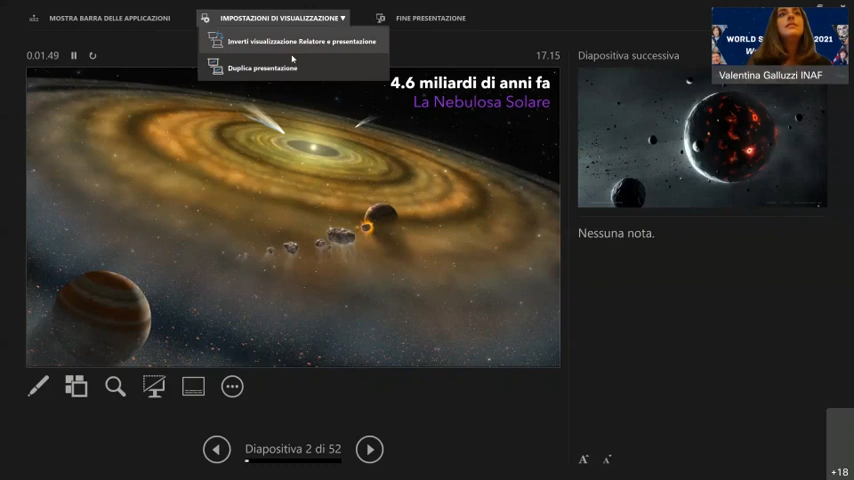 MOSTRA BARRA DELLE APPLICAZIONI
IMPOSTAZIONI DI VISUALIZZAZIONE ▼
FINE PRESENTAZIONE
Inverti visualizzazione Relatore e presentazione
Duplica presentazione
0.01.49
17.15
4.6 miliardi di anni fa
La Nebulosa Solare
Diapositiva successiva
Valentina Galluzzi INAF
Nessuna nota.
Diapositiva 2 di 52
+18